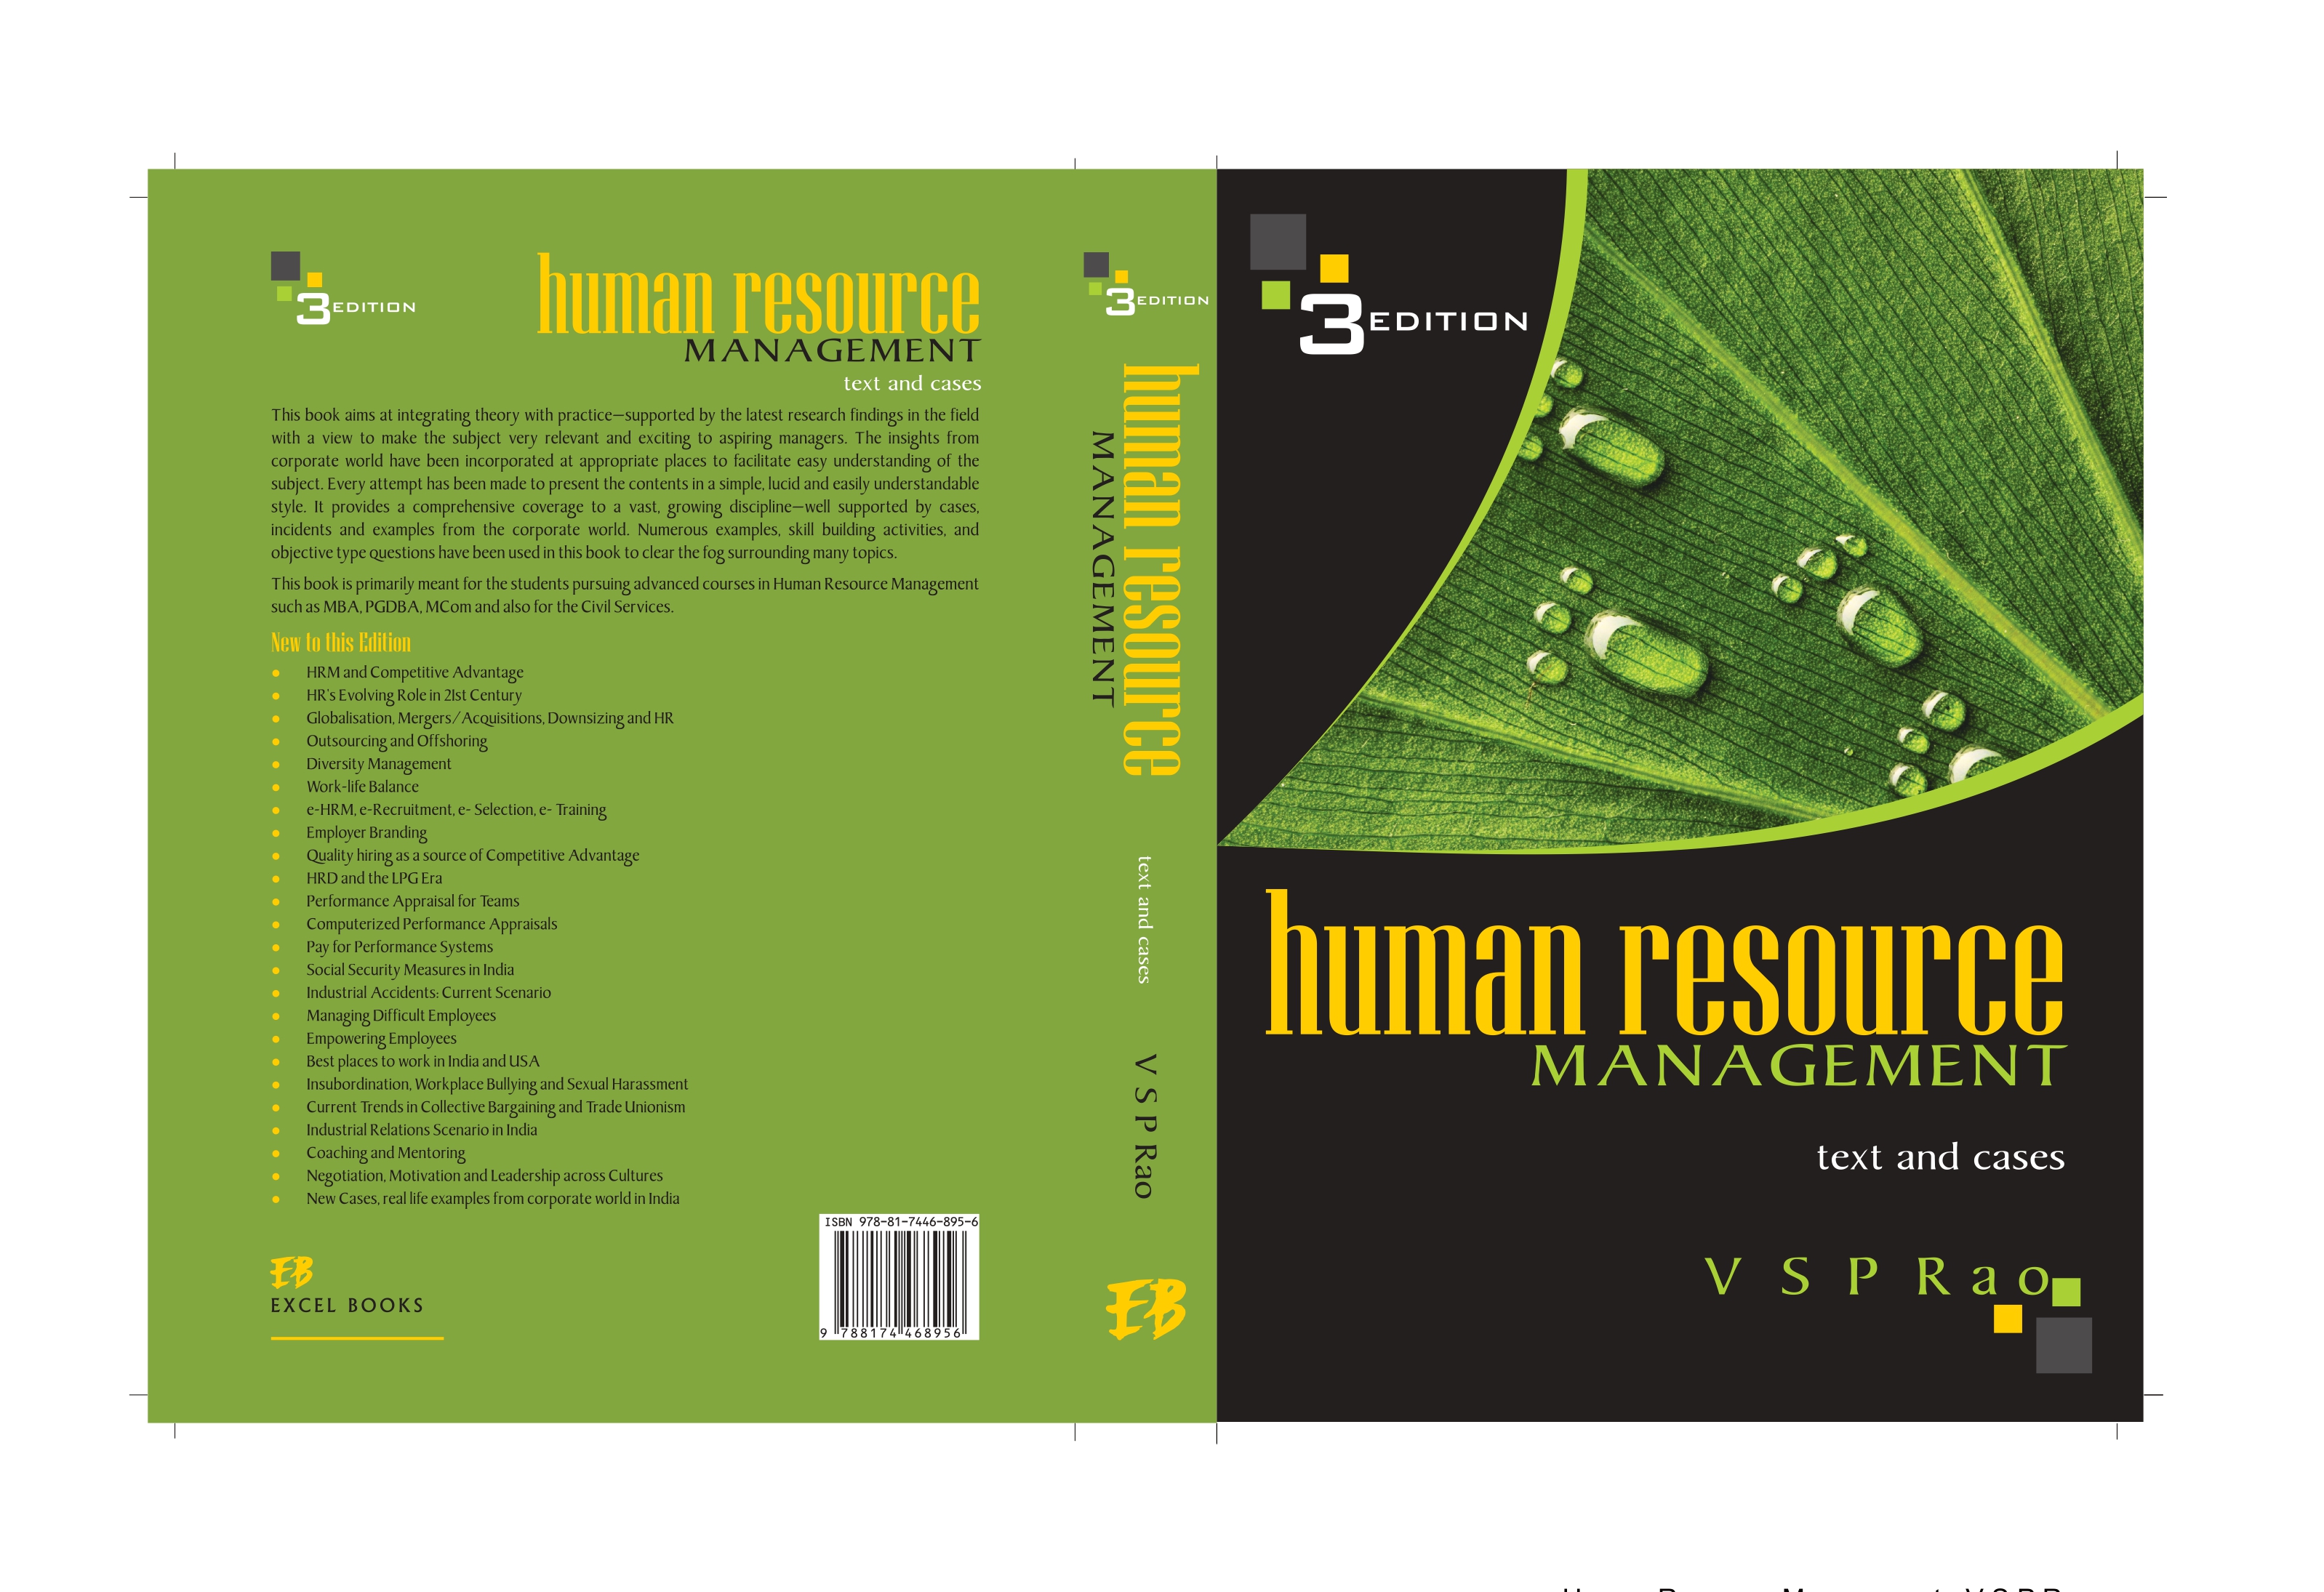 3 EDITION
human resource
MANAGEMENT
text and cases
This book aims at integrating theory with practice—supported by the latest research findings in the field
with a view to make the subject very relevant and exciting to aspiring managers. The insights from
corporate world have been incorporated at appropriate places to facilitate easy understanding of the
subject. Every attempt has been made to present the contents in a simple, lucid and easily understandable
style. It provides a comprehensive coverage to a vast, growing discipline—well supported by cases,
incidents and examples from the corporate world. Numerous examples, skill building activities, and
objective type questions have been used in this book to clear the fog surrounding many topics.
This book is primarily meant for the students pursuing advanced courses in Human Resource Management
such as MBA, PGDBA, MCom and also for the Civil Services.
New to this Edition
• HRM and Competitive Advantage
• HR's Evolving Role in 21st Century
• Globalisation, Mergers/Acquisitions, Downsizing and HR
• Outsourcing and Offshoring
• Diversity Management
• Work-life Balance
• e-HRM, e-Recruitment, e- Selection, e- Training
• Employer Branding
• Quality hiring as a source of Competitive Advantage
• HRD and the LPG Era
• Performance Appraisal for Teams
• Computerized Performance Appraisals
• Pay for Performance Systems
• Social Security Measures in India
• Industrial Accidents: Current Scenario
• Managing Difficult Employees
• Empowering Employees
• Best places to work in India and USA
• Insubordination, Workplace Bullying and Sexual Harassment
• Current Trends in Collective Bargaining and Trade Unionism
• Industrial Relations Scenario in India
• Coaching and Mentoring
• Negotiation, Motivation and Leadership across Cultures
• New Cases, real life examples from corporate world in India
EB
EXCEL BOOKS
ISBN 978-81-7446-895-6
9 788174 468956
3 EDITION
human resource
MANAGEMENT
text and cases
V S P Rao
EB
3 EDITION
human resource
MANAGEMENT
text and cases
V S P Rao